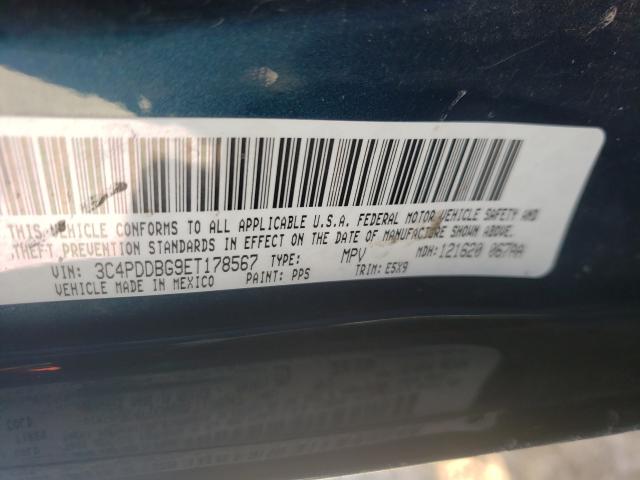 THIS VEHICLE CONFORMS TO ALL APPLICABLE U.S.A. FEDERAL MOTOR VEHICLE SAFETY AND
THEFT PREVENTION STANDARDS IN EFFECT ON THE DATE OF MANUFACTURE SHOWN ABOVE.
VIN: 3C4PDDBG9ET178567 TYPE: MPV MDH: 121620 067AA
VEHICLE MADE IN MEXICO PAINT: PPS TRIM: E5X9